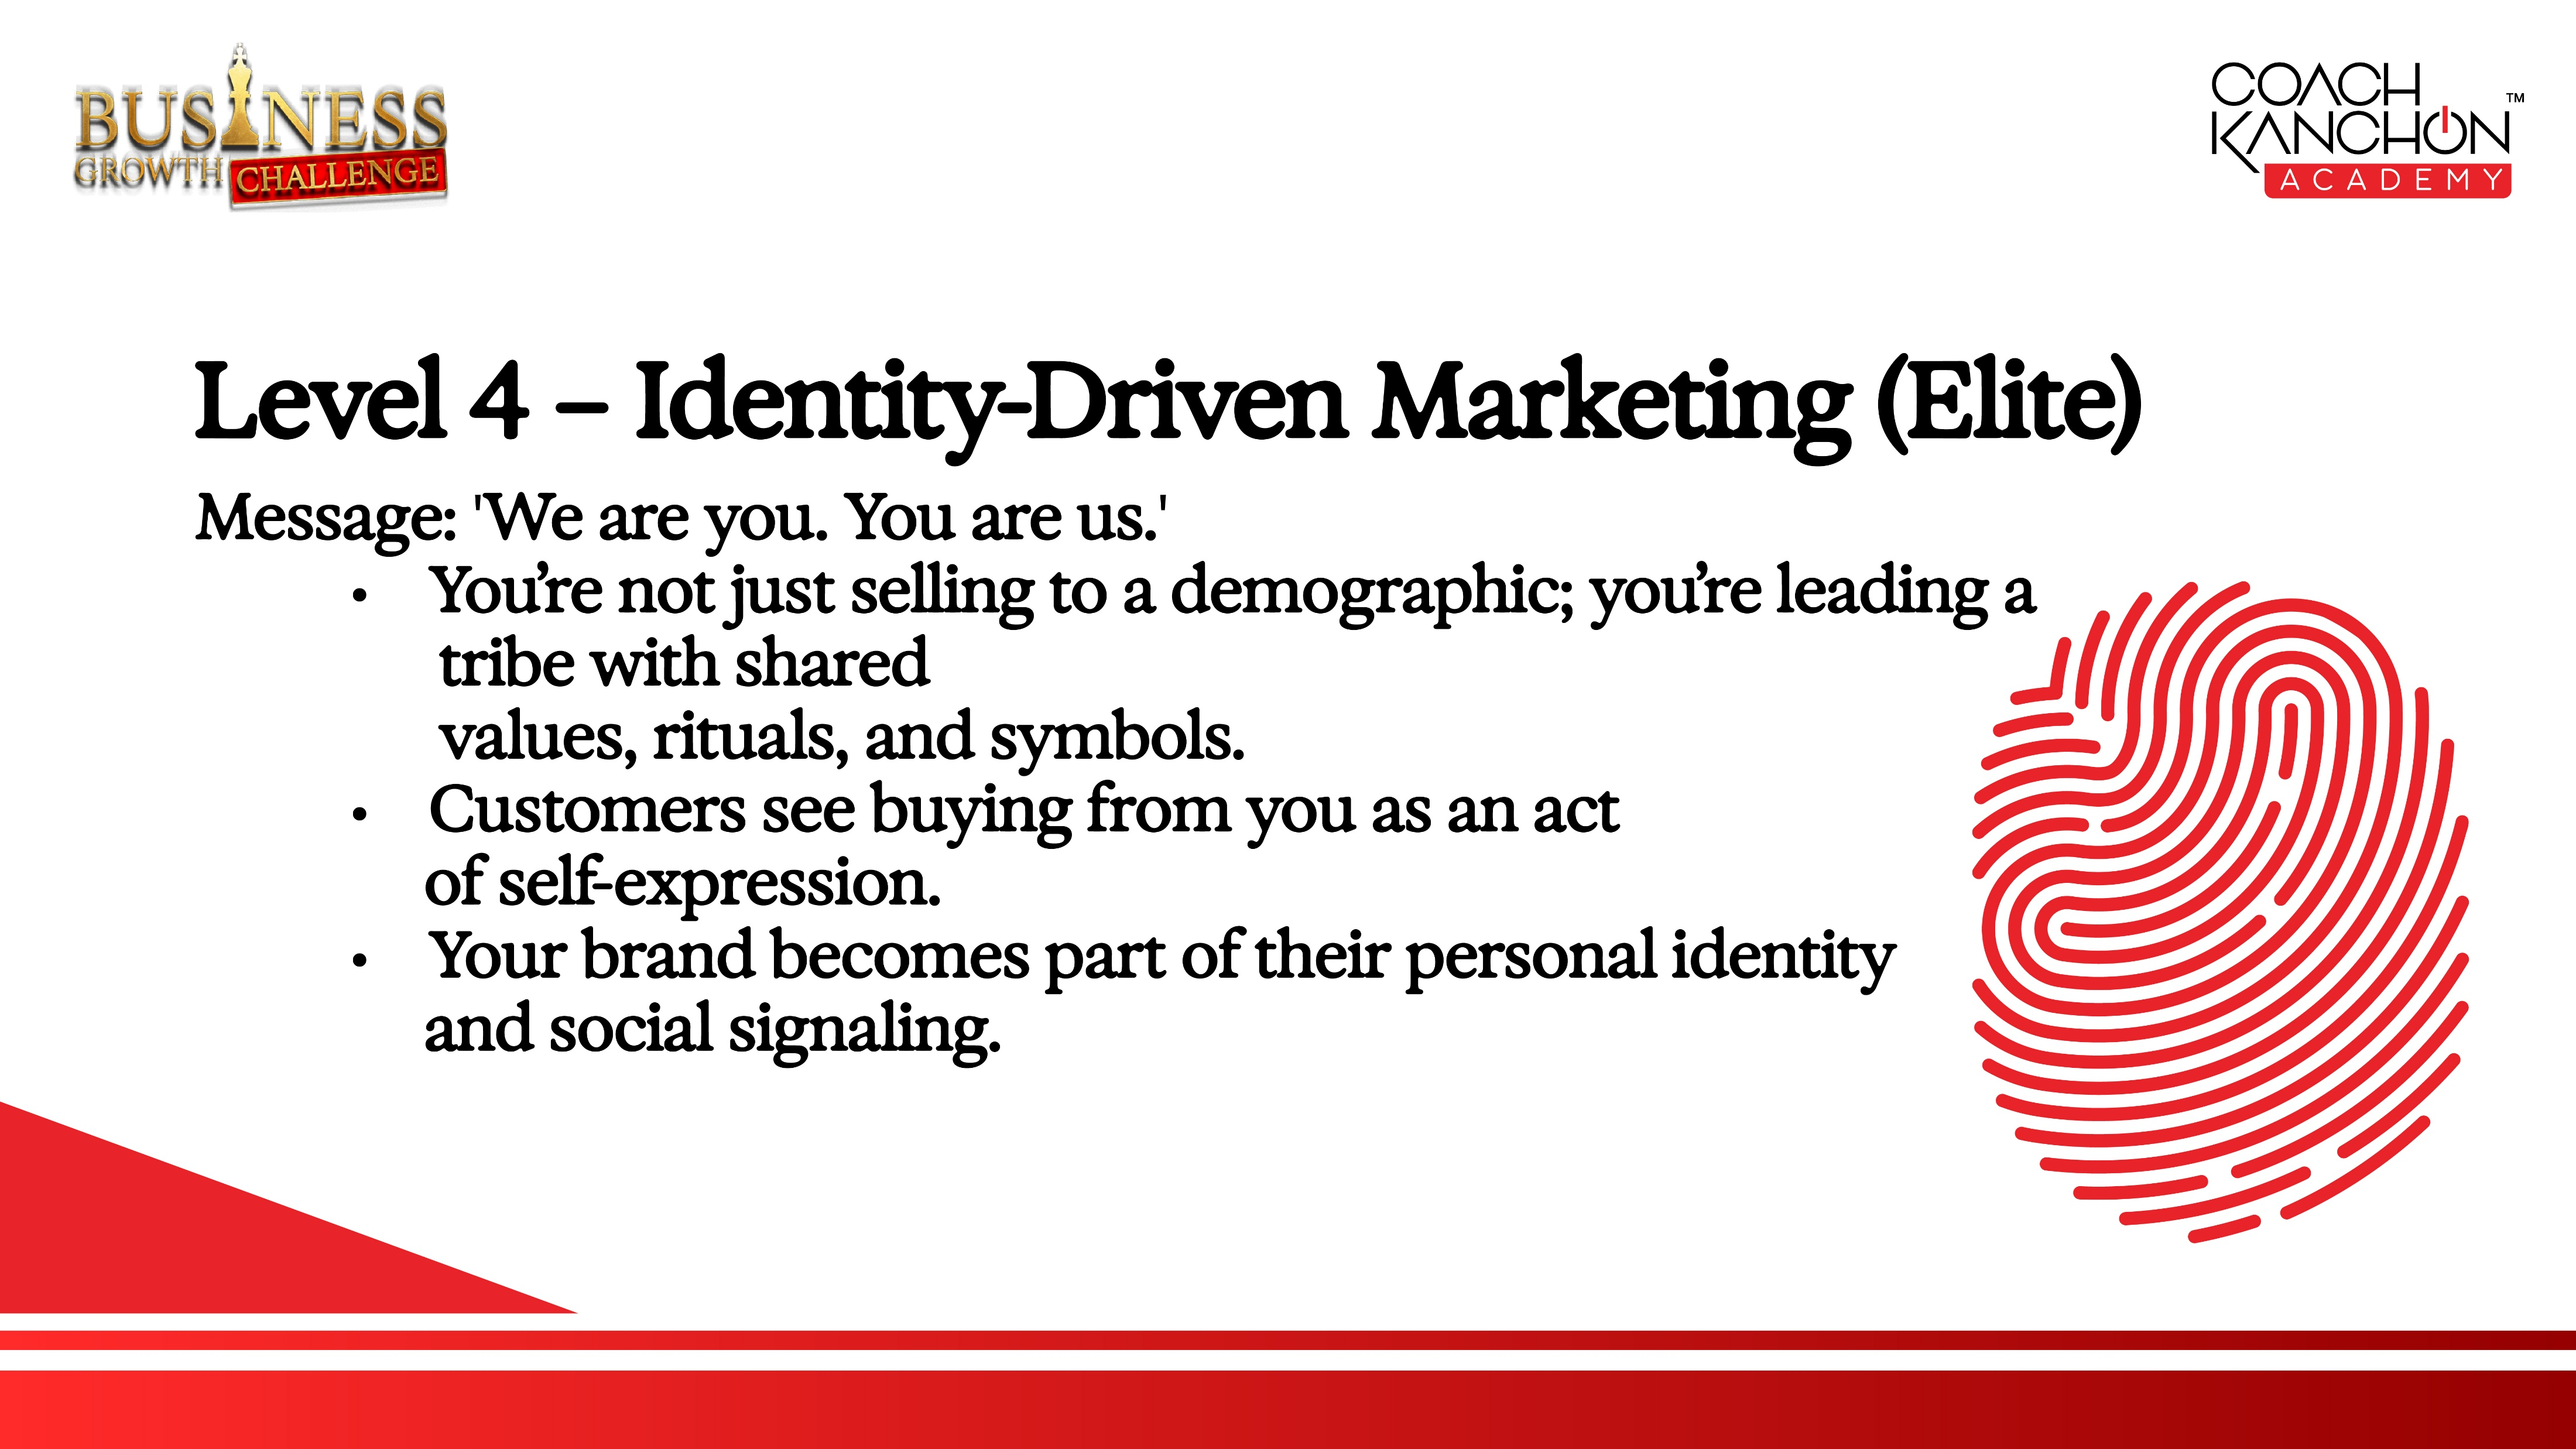 BUSINESS
GROWTH CHALLENGE
COACH
KANCHON™
ACADEMY
Level 4 – Identity-Driven Marketing (Elite)
Message: 'We are you. You are us.'
• You’re not just selling to a demographic; you’re leading a
tribe with shared
values, rituals, and symbols.
• Customers see buying from you as an act
of self-expression.
• Your brand becomes part of their personal identity
and social signaling.